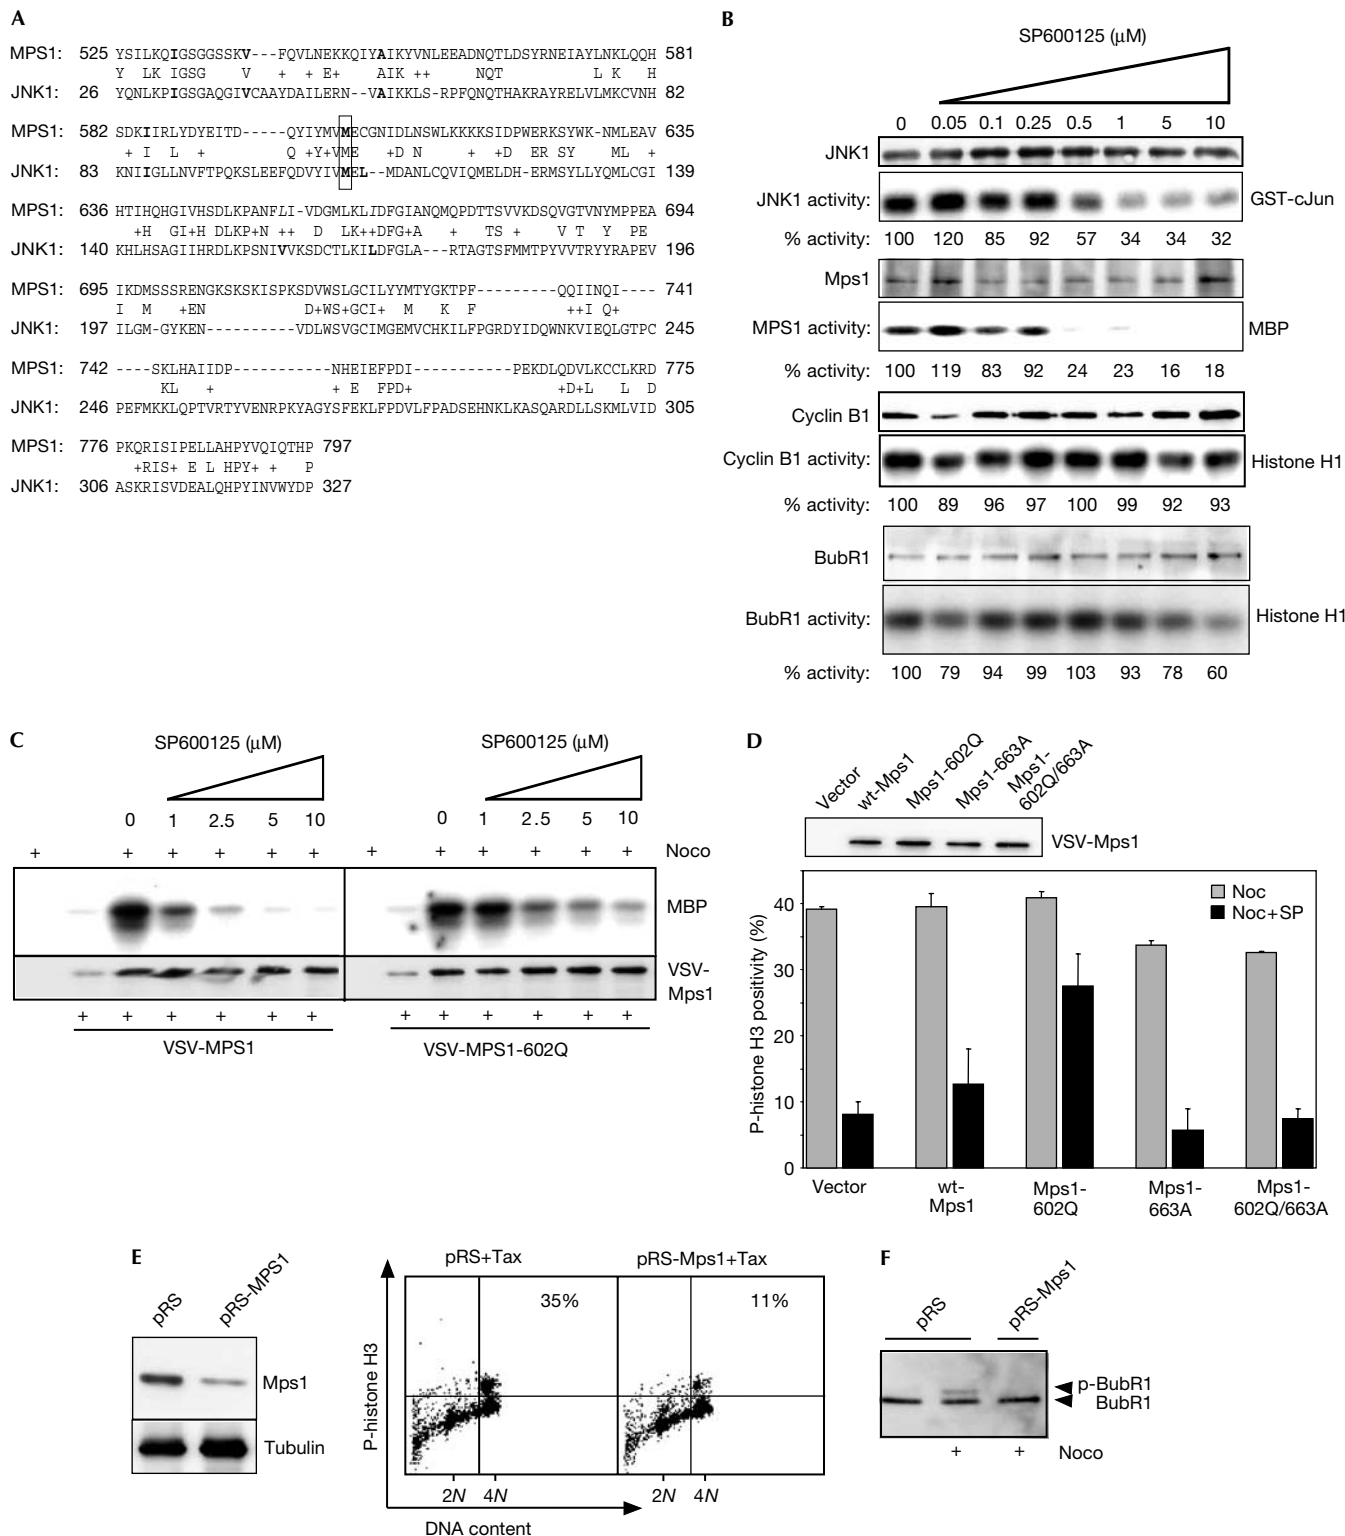 A
MPS1: 525 YSILKQIGSGGSSKV---FQVLNEKKQIYAIKYVNLEEADNQTLDSYRNEIAYLNKLQQH 581
Y LK IGSG V + + E+ AIK ++ NQT L K H
JNK1: 26 YQNLKPIGSGAQGIVCAAYDAILERN--VAIKKLS-RPFQNQTHAKRAYRELVLMKCVNH 82
MPS1: 582 SDKIIRLYDYEITD-----QYIYMVMECGNIDLNSWLKKKKSIDPWERKSYWK-NMLEAV 635
+ I L + Q +Y+VME +D N + +D ER SY ML +
JNK1: 83 KNIIGLLNVFTPQKSLEEFQDVYIVMEL--MDANLCQVIQMELDH-ERMSYLLYQMLCGI 139
MPS1: 636 HTIHQHGIVHSDLKPANFLI-VDGMLKLIDFGIANQMQPDTTSVVKDSQVGTVNYMPPEA 694
+H GI+H DLKP+N ++ D LK++DFG+A + TS + V T Y PE
JNK1: 140 KHLHSAGIIHRDLKPSNIVVKSDCTLKILDFGLA---RTAGTSFMMTPYVVTRYYRAPEV 196
MPS1: 695 IKDMSSSRENGKSKSKISPKSDVWSLGCILYYMTYGKTPF---------QQIINQI---- 741
I M +EN D+WS+GCI+ M K F ++I Q+
JNK1: 197 ILGM-GYKEN----------VDLWSVGCIMGEMVCHKILFPGRDYIDQWNKVIEQLGTPC 245
MPS1: 742 ----SKLHAIIDP-----------NHEIEFPDI-----------PEKDLQDVLKCCLKRD 775
KL + + E FPD+ +D+L L D
JNK1: 246 PEFMKKLQPTVRTYVENRPKYAGYSFEKLFPDVLFPADSEHNKLKASQARDLLSKMLVID 305
MPS1: 776 PKQRISIPELLAHPYVQIQTHP 797
+RIS+ E L HPY+ + P
JNK1: 306 ASKRISVDEALQHPYINVWYDP 327
B
SP600125 (μM)
0 0.05 0.1 0.25 0.5 1 5 10
JNK1
JNK1 activity: GST-cJun
% activity: 100 120 85 92 57 34 34 32
Mps1
MPS1 activity: MBP
% activity: 100 119 83 92 24 23 16 18
Cyclin B1
Cyclin B1 activity: Histone H1
% activity: 100 89 96 97 100 99 92 93
BubR1
BubR1 activity: Histone H1
% activity: 100 79 94 99 103 93 78 60
C
SP600125 (μM) SP600125 (μM)
0 1 2.5 5 10 0 1 2.5 5 10
+ + + + + + + + + + + + Noco
MBP
VSV-
Mps1
+ + + + + + + + + + + +
VSV-MPS1 VSV-MPS1-602Q
D
Vector wt-Mps1 Mps1-602Q Mps1-663A Mps1-
602Q/663A
VSV-Mps1
P-histone H3 positivity (%)
40
30
20
10
0
Noc
Noc+SP
Vector wt-
Mps1 Mps1-
602Q Mps1-
663A Mps1-
602Q/663A
E
pRS pRS-MPS1
Mps1
Tubulin
pRS+Tax pRS-Mps1+Tax
35% 11%
P-histone H3
2N 4N 2N 4N
DNA content
F
pRS pRS-Mps1
p-BubR1
BubR1
+ + Noco